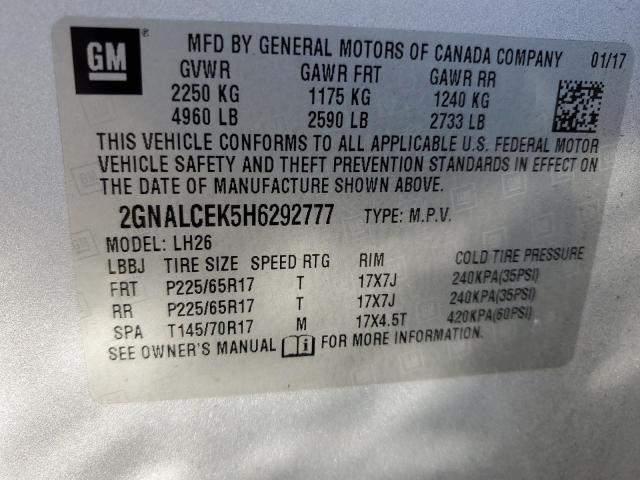 GM ® MFD BY GENERAL MOTORS OF CANADA COMPANY 01/17
GVWR GAWR FRT GAWR RR
2250 KG 1175 KG 1240 KG
4960 LB 2590 LB 2733 LB
THIS VEHICLE CONFORMS TO ALL APPLICABLE U.S. FEDERAL MOTOR
VEHICLE SAFETY AND THEFT PREVENTION STANDARDS IN EFFECT ON
THE DATE OF MANUFACTURE SHOWN ABOVE.
2GNALCEK5H6292777 TYPE: M.P.V.
MODEL: LH26
LBBJ TIRE SIZE SPEED RTG RIM COLD TIRE PRESSURE
FRT P225/65R17 T 17X7J 240KPA(35PSI)
RR P225/65R17 T 17X7J 240KPA(35PSI)
SPA T145/70R17 M 17X4.5T 420KPA(60PSI)
SEE OWNER'S MANUAL i FOR MORE INFORMATION.